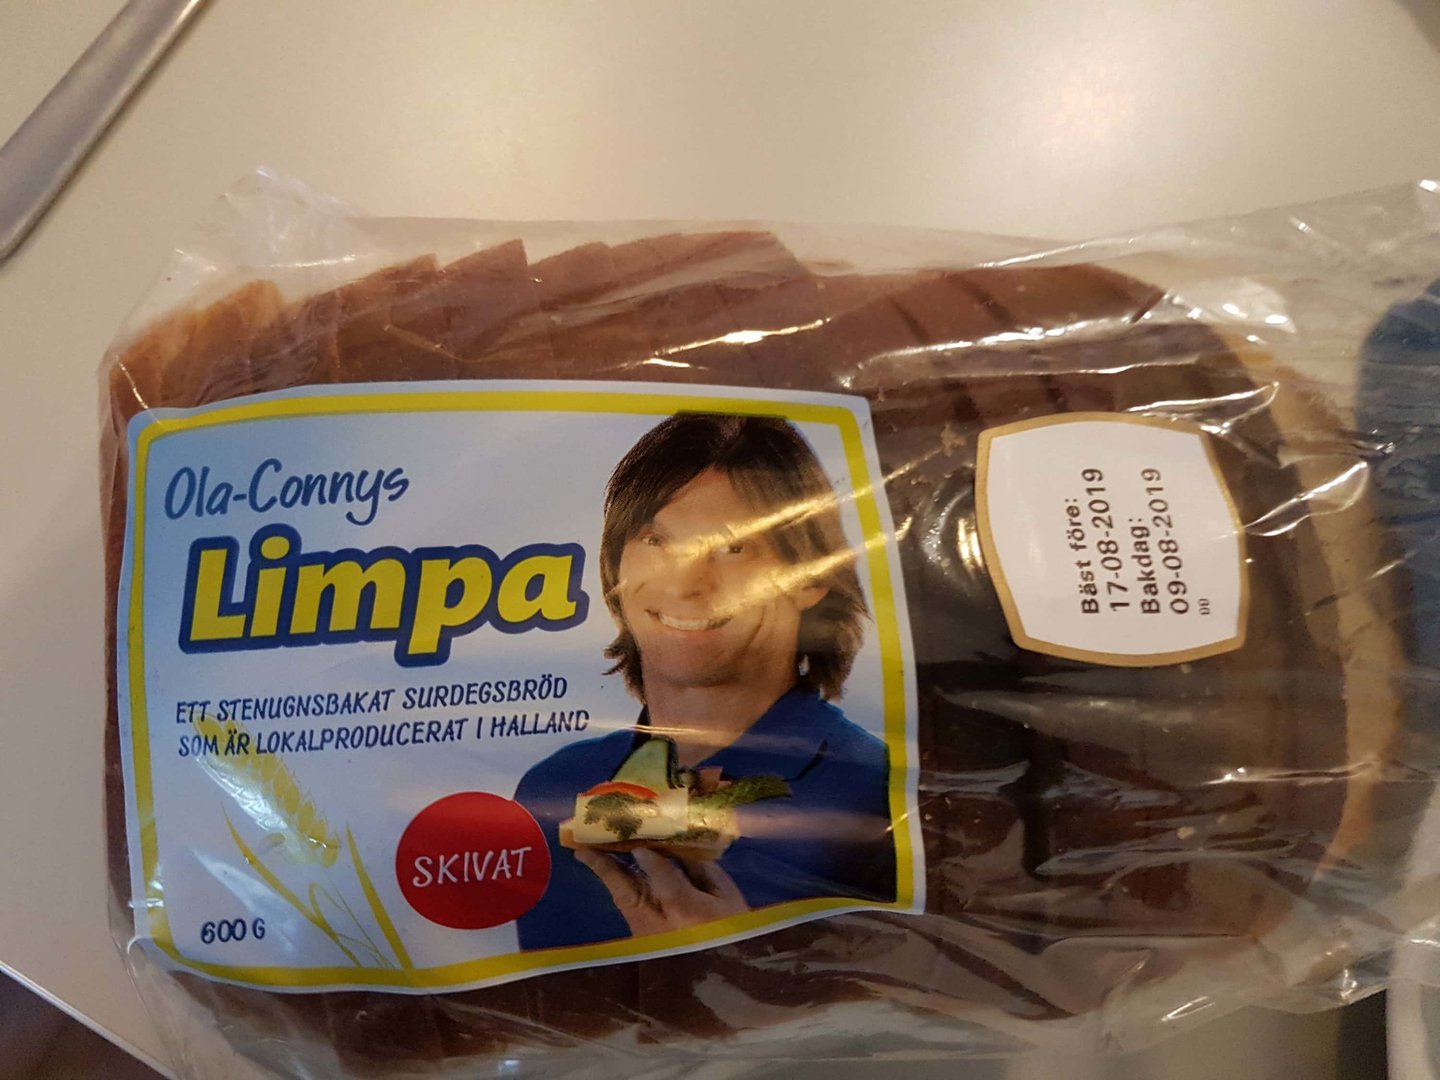 Ola-Connys
Limpa
ETT STENUGNSBAKAT SURDEGSBRÖD
SOM ÄR LOKALPRODUCERAT I HALLAND
SKIVAT
600 G
Bäst före:
17-08-2019
Bakdag:
09-08-2019